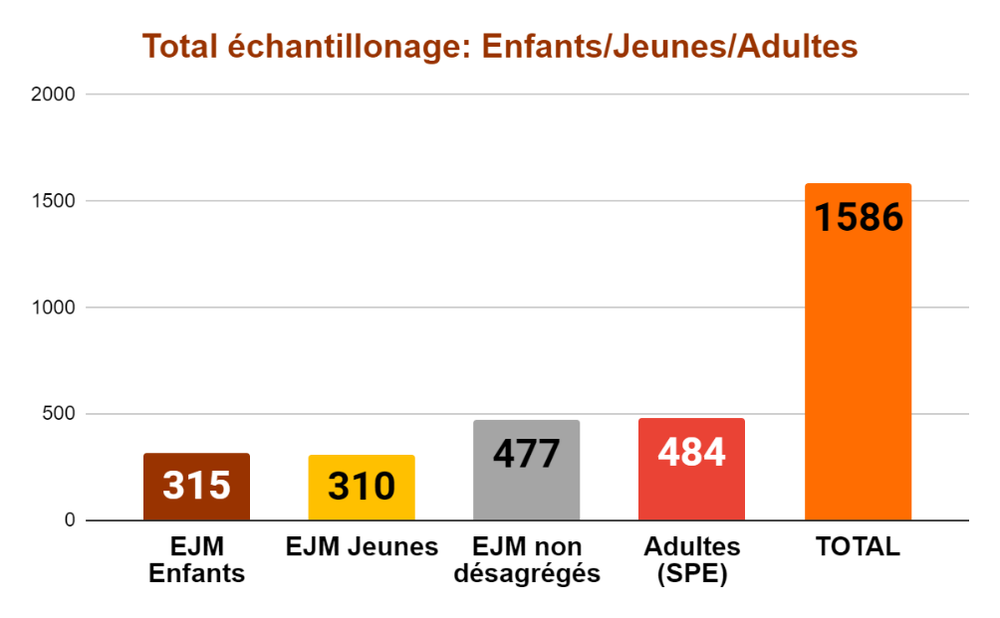 Total échantillonage: Enfants/Jeunes/Adultes
2000
1500
1000
500
0
315
310
477
484
1586
EJM
Enfants
EJM Jeunes
EJM non
désagrégés
Adultes
(SPE)
TOTAL